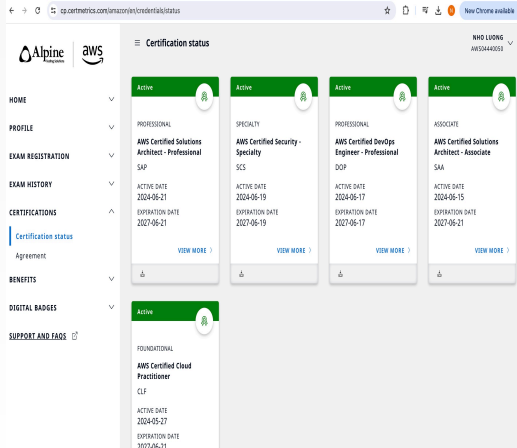 cp.certmetrics.com/amazon/en/credentials/status
New Chrome available
Alpine
aws
Certification status
NHO LUONG
AWS04440050
HOME
PROFILE
EXAM REGISTRATION
EXAM HISTORY
CERTIFICATIONS
Certification status
Agreement
BENEFITS
DIGITAL BADGES
SUPPORT AND FAQS
Active
PROFESSIONAL
AWS Certified Solutions
Architect - Professional
SAP
ACTIVE DATE
2024-06-21
EXPIRATION DATE
2027-06-21
VIEW MORE
Active
SPECIALTY
AWS Certified Security -
Specialty
SCS
ACTIVE DATE
2024-06-19
EXPIRATION DATE
2027-06-19
VIEW MORE
Active
PROFESSIONAL
AWS Certified DevOps
Engineer - Professional
DOP
ACTIVE DATE
2024-06-17
EXPIRATION DATE
2027-06-17
VIEW MORE
Active
ASSOCIATE
AWS Certified Solutions
Architect - Associate
SAA
ACTIVE DATE
2024-06-15
EXPIRATION DATE
2027-06-21
VIEW MORE
Active
FOUNDATIONAL
AWS Certified Cloud
Practitioner
CLF
ACTIVE DATE
2024-05-27
EXPIRATION DATE
2027-06-21